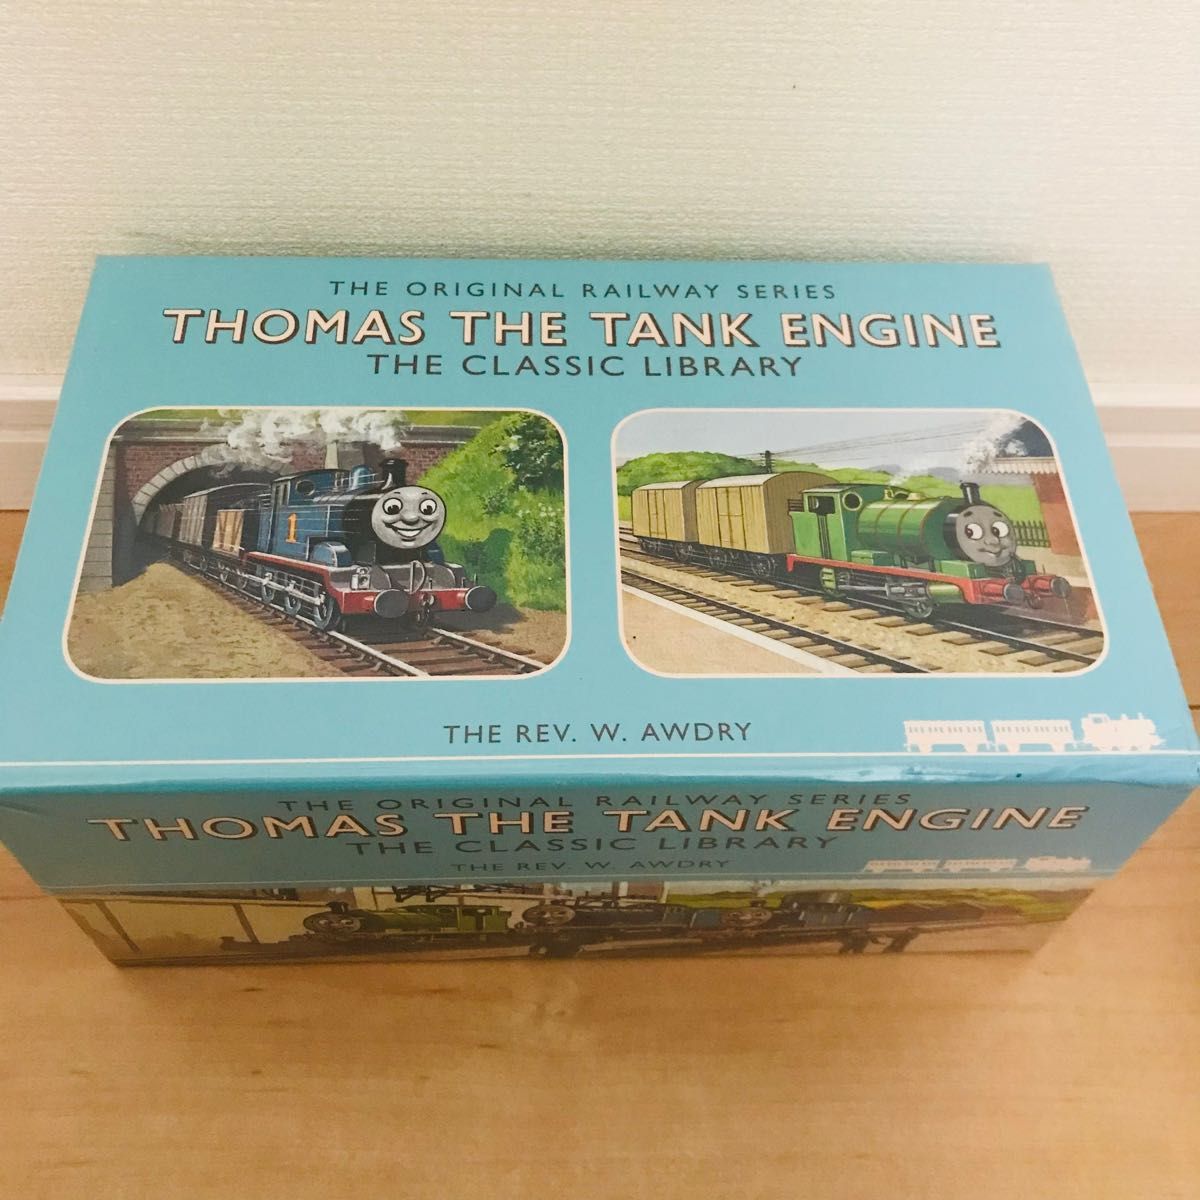 THE ORIGINAL RAILWAY SERIES
THOMAS THE TANK ENGINE
THE CLASSIC LIBRARY
1
THE REV. W. AWDRY
THE ORIGINAL RAILWAY SERIES
THOMAS THE TANK ENGINE
THE CLASSIC LIBRARY
THE REV. W. AWDRY